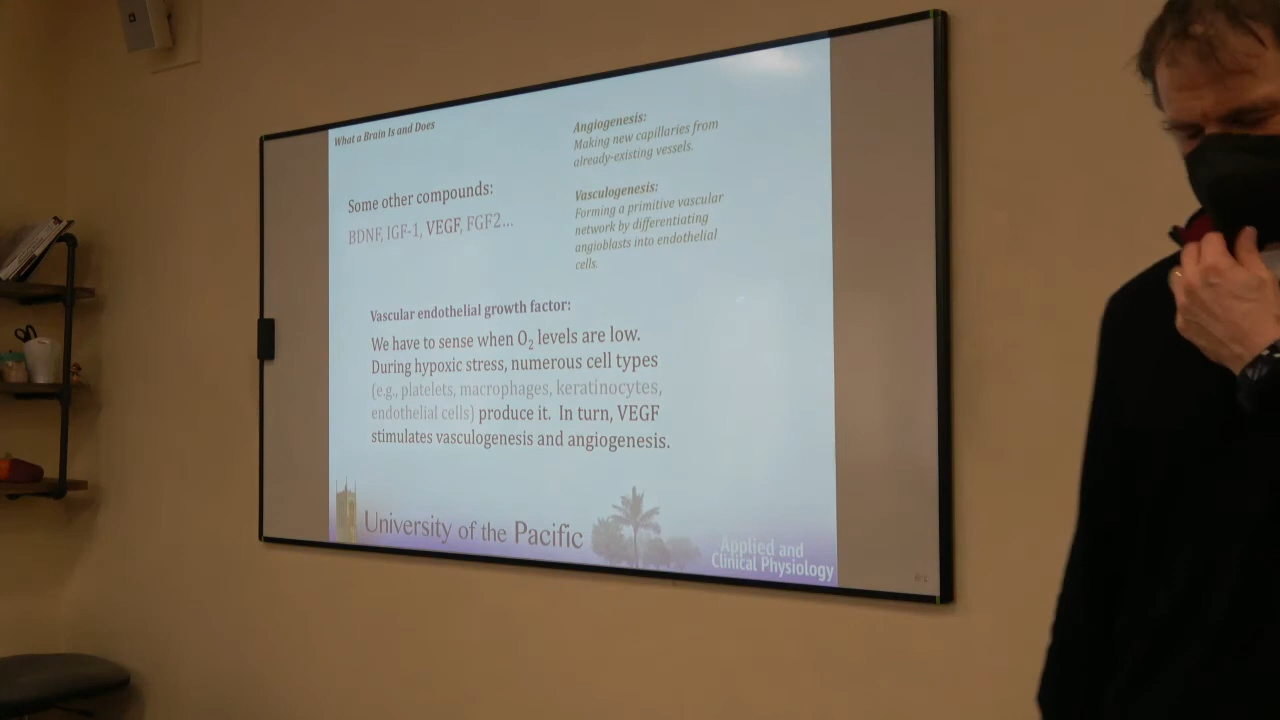 What a Brain Is and Does
Some other compounds:
BDNF, IGF-1, VEGF, FGF2...
Angiogenesis:
Making new capillaries from
already-existing vessels.
Vasculogenesis:
Forming a primitive vascular
network by differentiating
angioblasts into endothelial
cells.
Vascular endothelial growth factor:
We have to sense when O₂ levels are low.
During hypoxic stress, numerous cell types
(e.g., platelets, macrophages, keratinocytes,
endothelial cells) produce it. In turn, VEGF
stimulates vasculogenesis and angiogenesis.
University of the Pacific
Applied and
Clinical Physiology